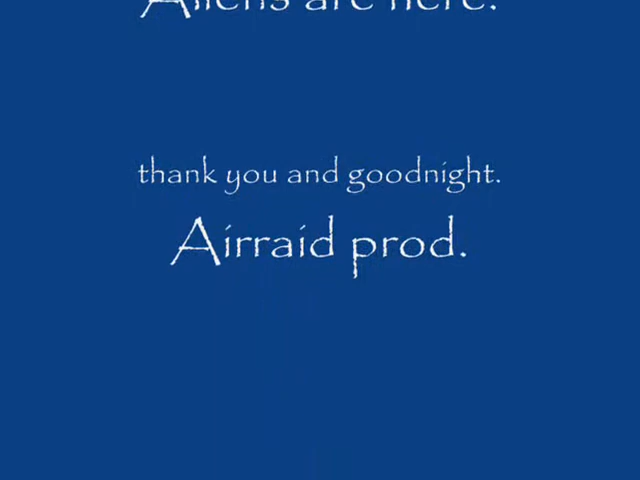 Aliens are here.
thank you and goodnight.
Airraid prod.